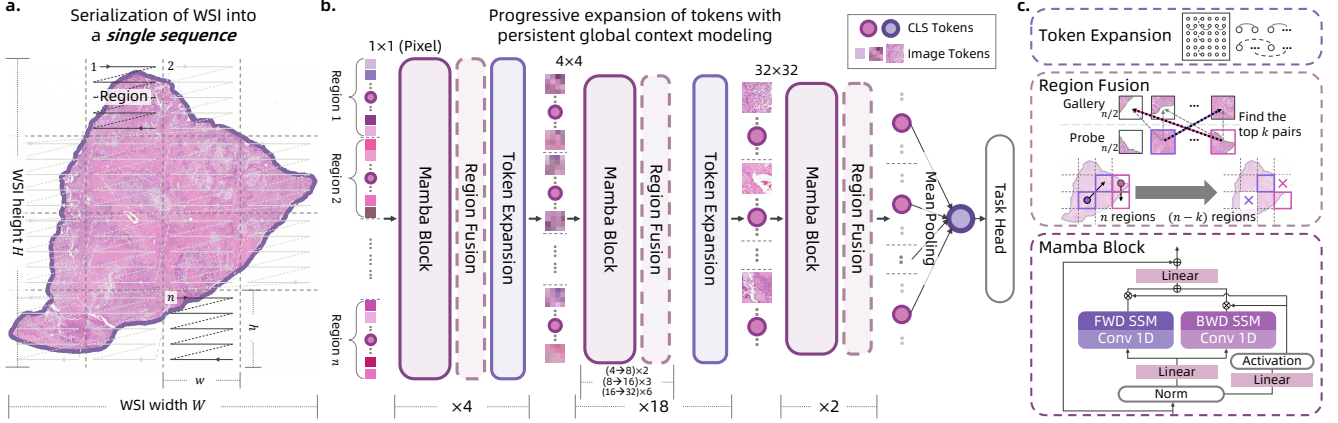 a.
Serialization of WSI into
a single sequence
1
2
Region
WSI height H
n
h
w
WSI width W
b.
Progressive expansion of tokens with
persistent global context modeling
CLS Tokens
Image Tokens
1×1 (Pixel)
4×4
32×32
Region 1
Region 2
Region n
Mamba Block
Region Fusion
Token Expansion
Mamba Block
Region Fusion
Token Expansion
Mamba Block
Region Fusion
Mean Pooling
Task Head
(4→8)×2
(8→16)×3
(16→32)×6
×4
×18
×2
c.
Token Expansion
Region Fusion
Gallery
n/2
Probe
n/2
Find the
top k pairs
n regions
(n−k) regions
Mamba Block
Linear
FWD SSM
Conv 1D
BWD SSM
Conv 1D
Activation
Linear
Linear
Norm